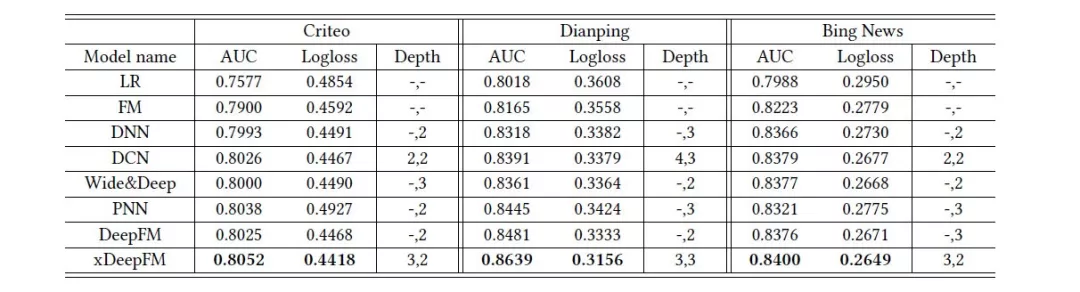 Criteo Dianping Bing News
Model name AUC Logloss Depth AUC Logloss Depth AUC Logloss Depth
LR 0.7577 0.4854 -,- 0.8018 0.3608 -,- 0.7988 0.2950 -,-
FM 0.7900 0.4592 -,- 0.8165 0.3558 -,- 0.8223 0.2779 -,-
DNN 0.7993 0.4491 -,2 0.8318 0.3382 -,3 0.8366 0.2730 -,2
DCN 0.8026 0.4467 2,2 0.8391 0.3379 4,3 0.8379 0.2677 2,2
Wide&Deep 0.8000 0.4490 -,3 0.8361 0.3364 -,2 0.8377 0.2668 -,2
PNN 0.8038 0.4927 -,2 0.8445 0.3424 -,3 0.8321 0.2775 -,3
DeepFM 0.8025 0.4468 -,2 0.8481 0.3333 -,2 0.8376 0.2671 -,3
xDeepFM 0.8052 0.4418 3,2 0.8639 0.3156 3,3 0.8400 0.2649 3,2